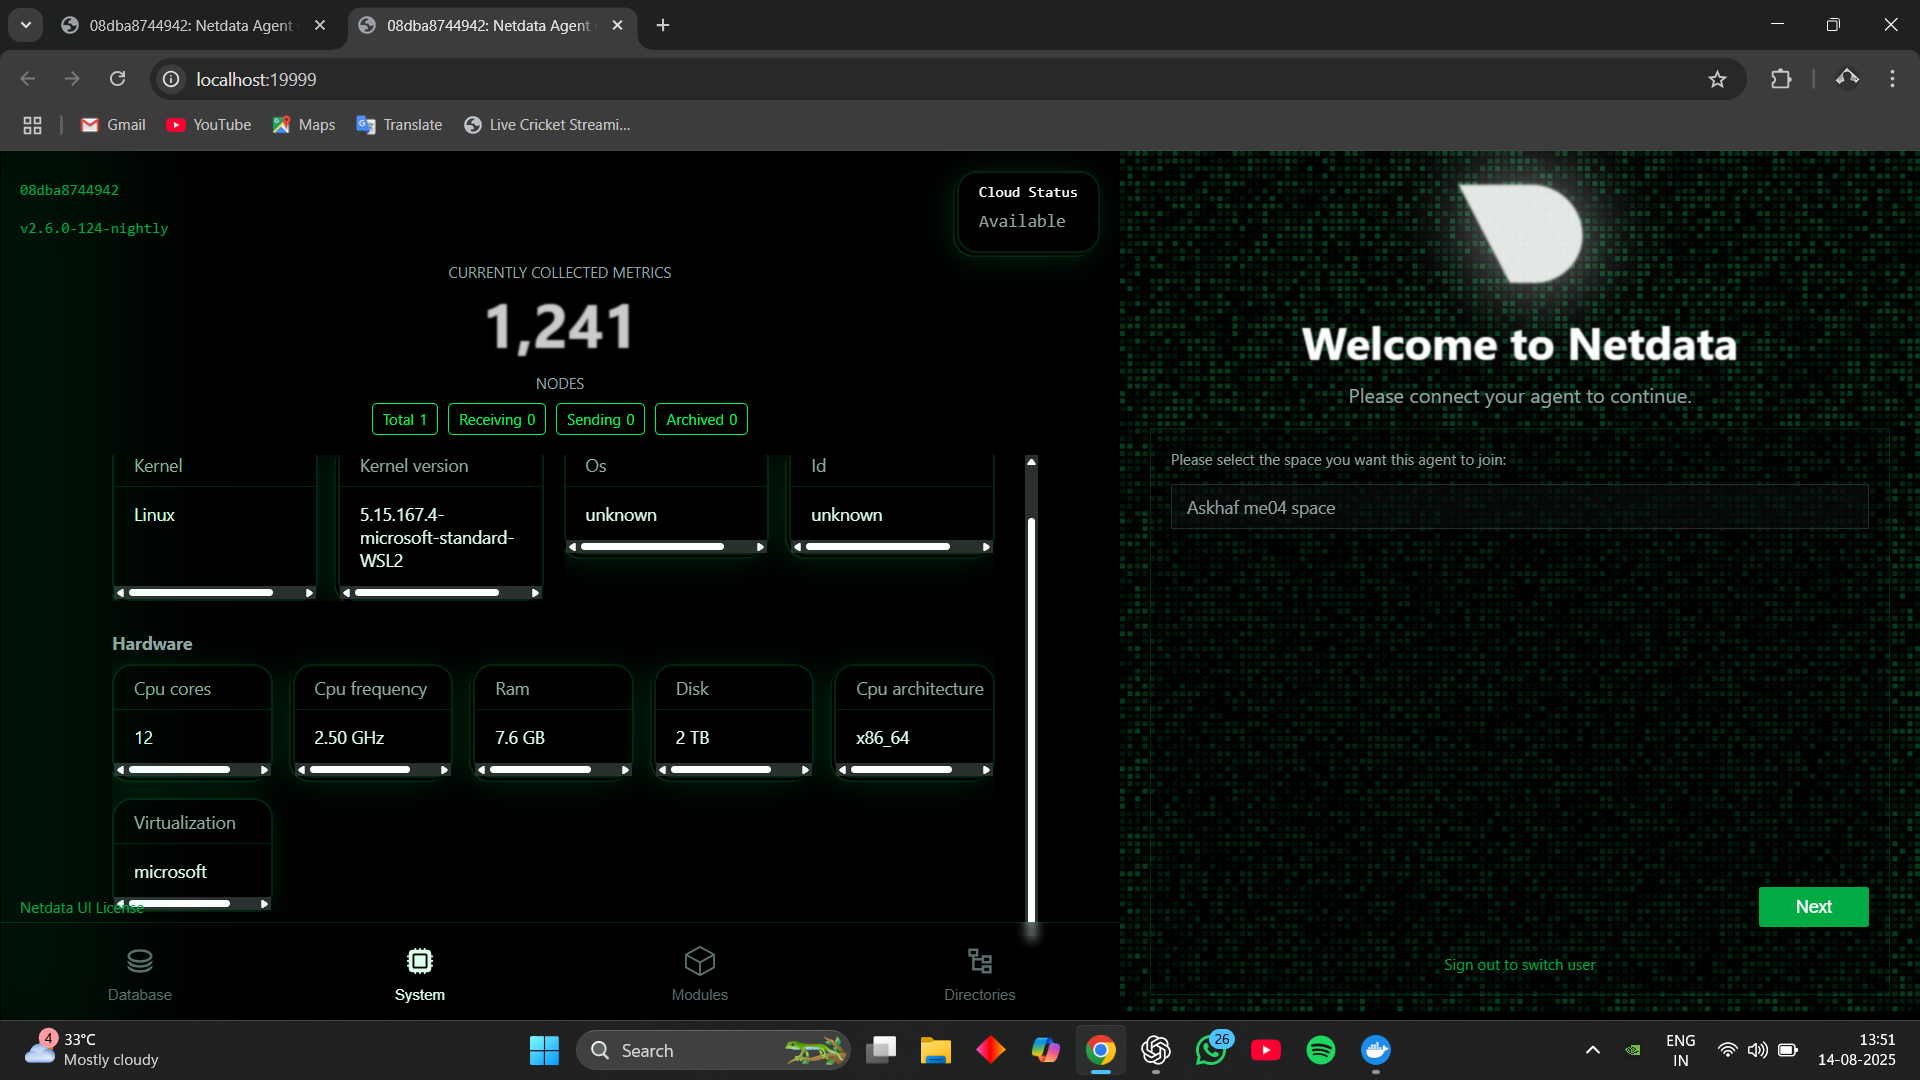 08dba8744942: Netdata Agent
08dba8744942: Netdata Agent
localhost:19999
Gmail
YouTube
Maps
Translate
Live Cricket Streami...
08dba8744942
v2.6.0-124-nightly
Cloud Status
Available
CURRENTLY COLLECTED METRICS
1,241
NODES
Total 1
Receiving 0
Sending 0
Archived 0
Kernel
Linux
Kernel version
5.15.167.4-
microsoft-standard-
WSL2
Os
unknown
Id
unknown
Hardware
Cpu cores
12
Cpu frequency
2.50 GHz
Ram
7.6 GB
Disk
2 TB
Cpu architecture
x86_64
Virtualization
microsoft
Netdata UI License
Database
System
Modules
Directories
Welcome to Netdata
Please connect your agent to continue.
Please select the space you want this agent to join:
Askhaf me04 space
Next
Sign out to switch user
4
33°C
Mostly cloudy
Search
26
ENG
IN
13:51
14-08-2025